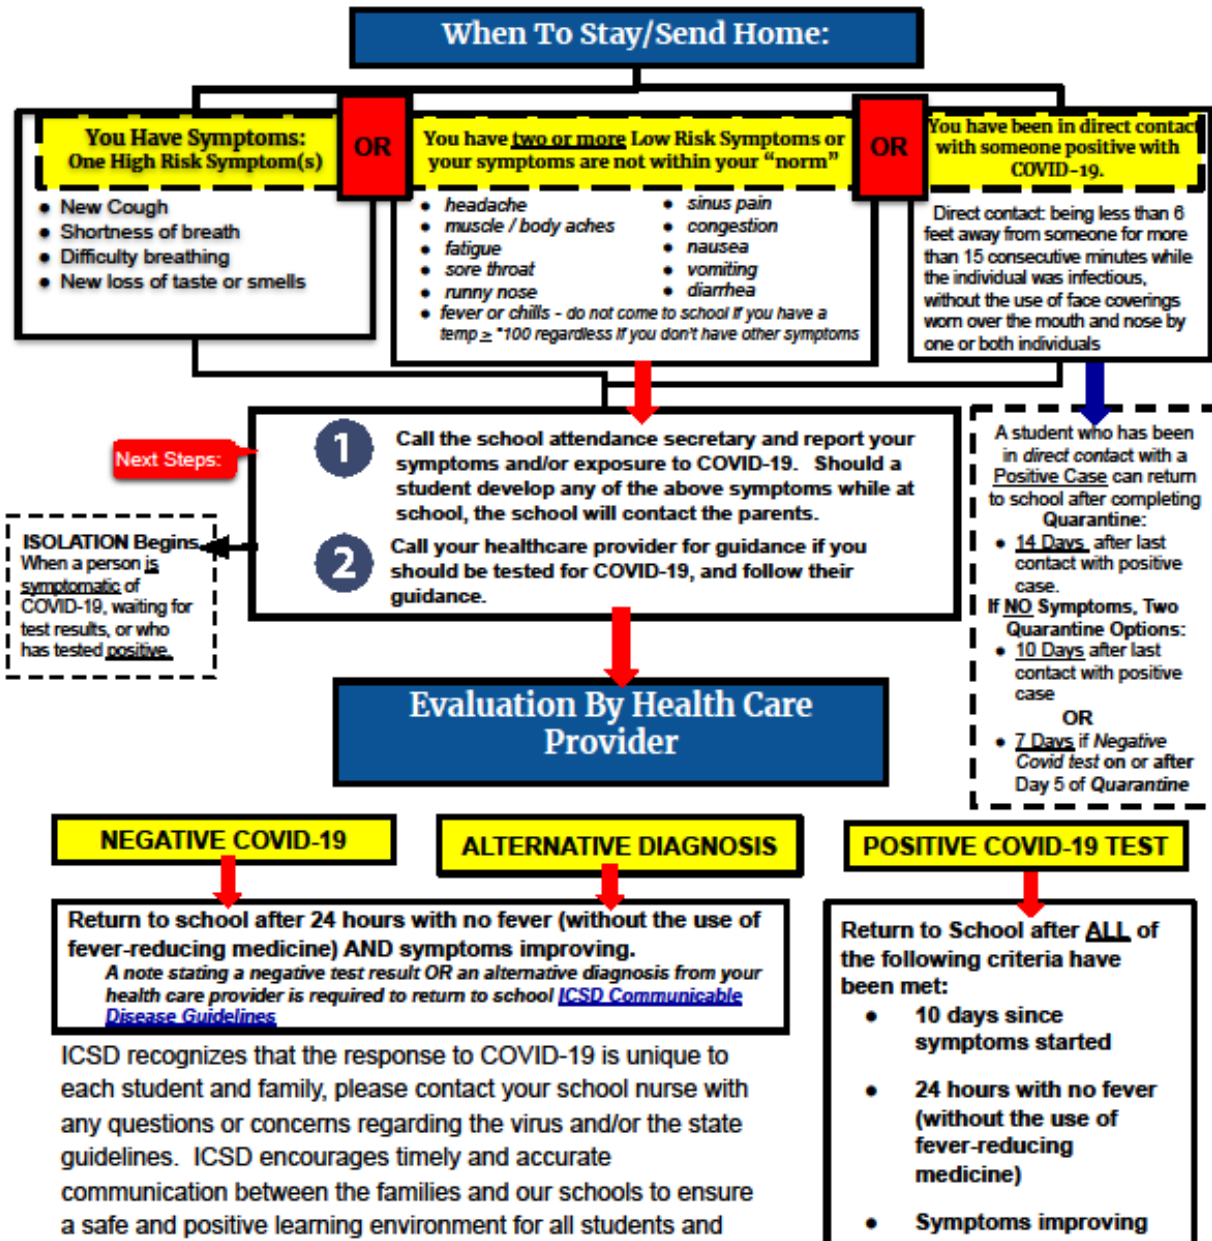 When To Stay/Send Home:
You Have Symptoms:
One High Risk Symptom(s)
● New Cough
● Shortness of breath
● Difficulty breathing
● New loss of taste or smells
OR
You have two or more Low Risk Symptoms or
your symptoms are not within your “norm”
● headache
● muscle / body aches
● fatigue
● sore throat
● runny nose
● sinus pain
● congestion
● nausea
● vomiting
● diarrhea
● fever or chills - do not come to school if you have a
temp ≥ *100 regardless if you don't have other symptoms
OR
You have been in direct contact
with someone positive with
COVID-19.
Direct contact: being less than 6
feet away from someone for more
than 15 consecutive minutes while
the individual was infectious,
without the use of face coverings
worn over the mouth and nose by
one or both individuals
Next Steps:
1 Call the school attendance secretary and report your
symptoms and/or exposure to COVID-19. Should a
student develop any of the above symptoms while at
school, the school will contact the parents.
2 Call your healthcare provider for guidance if you
should be tested for COVID-19, and follow their
guidance.
ISOLATION Begins
When a person is
symptomatic of
COVID-19, waiting for
test results, or who
has tested positive.
A student who has been
in direct contact with a
Positive Case can return
to school after completing
Quarantine:
● 14 Days after last
contact with positive
case.
If NO Symptoms, Two
Quarantine Options:
● 10 Days after last
contact with positive
case
OR
● 7 Days if Negative
Covid test on or after
Day 5 of Quarantine
Evaluation By Health Care
Provider
NEGATIVE COVID-19
ALTERNATIVE DIAGNOSIS
Return to school after 24 hours with no fever (without the use of
fever-reducing medicine) AND symptoms improving.
A note stating a negative test result OR an alternative diagnosis from your
health care provider is required to return to school ICSD Communicable
Disease Guidelines
POSITIVE COVID-19 TEST
Return to School after ALL of
the following criteria have
been met:
● 10 days since
symptoms started
● 24 hours with no fever
(without the use of
fever-reducing
medicine)
● Symptoms improving
ICSD recognizes that the response to COVID-19 is unique to
each student and family, please contact your school nurse with
any questions or concerns regarding the virus and/or the state
guidelines. ICSD encourages timely and accurate
communication between the families and our schools to ensure
a safe and positive learning environment for all students and